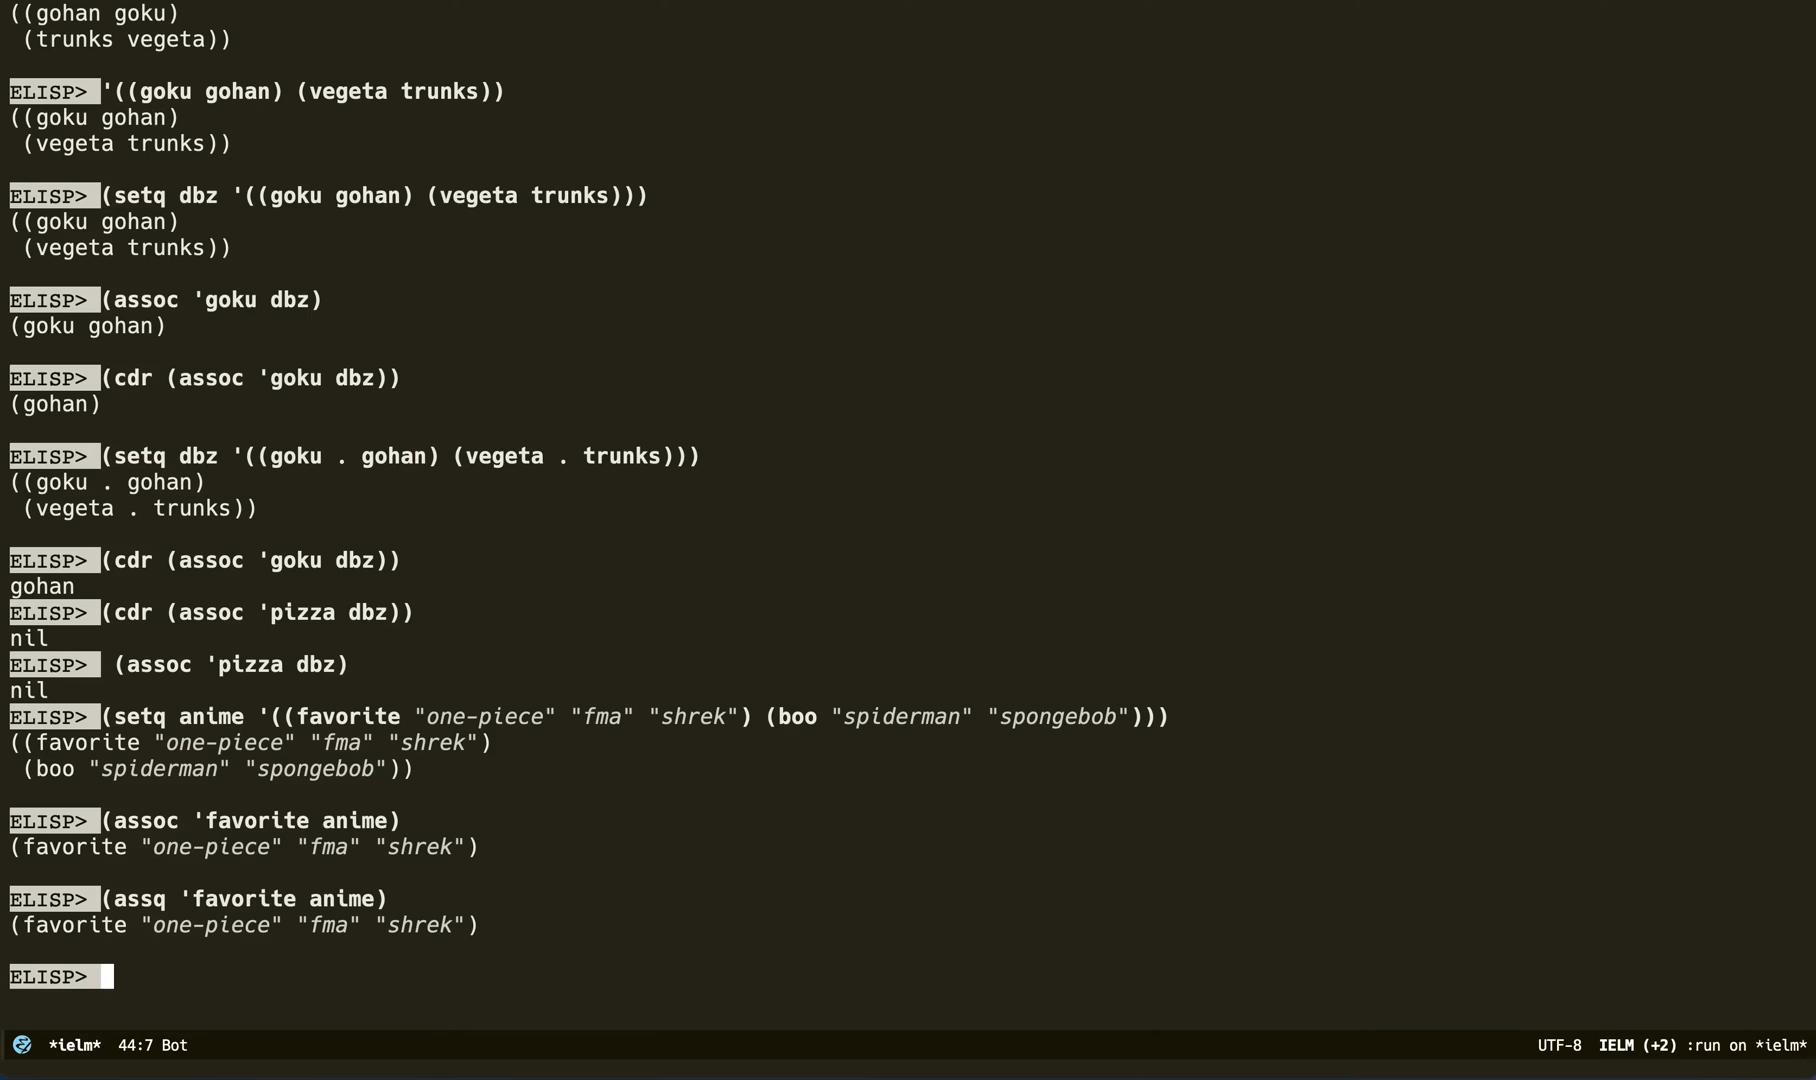 ((gohan goku)
 (trunks vegeta))
ELISP> '((goku gohan) (vegeta trunks))
((goku gohan)
 (vegeta trunks))
ELISP> (setq dbz '((goku gohan) (vegeta trunks)))
((goku gohan)
 (vegeta trunks))
ELISP> (assoc 'goku dbz)
(goku gohan)
ELISP> (cdr (assoc 'goku dbz))
(gohan)
ELISP> (setq dbz '((goku . gohan) (vegeta . trunks)))
((goku . gohan)
 (vegeta . trunks))
ELISP> (cdr (assoc 'goku dbz))
gohan
ELISP> (cdr (assoc 'pizza dbz))
nil
ELISP>  (assoc 'pizza dbz)
nil
ELISP> (setq anime '((favorite "one-piece" "fma" "shrek") (boo "spiderman" "spongebob")))
((favorite "one-piece" "fma" "shrek")
 (boo "spiderman" "spongebob"))
ELISP> (assoc 'favorite anime)
(favorite "one-piece" "fma" "shrek")
ELISP> (assq 'favorite anime)
(favorite "one-piece" "fma" "shrek")
ELISP>
*ielm* 44:7 Bot UTF-8 IELM (+2) :run on *ielm*